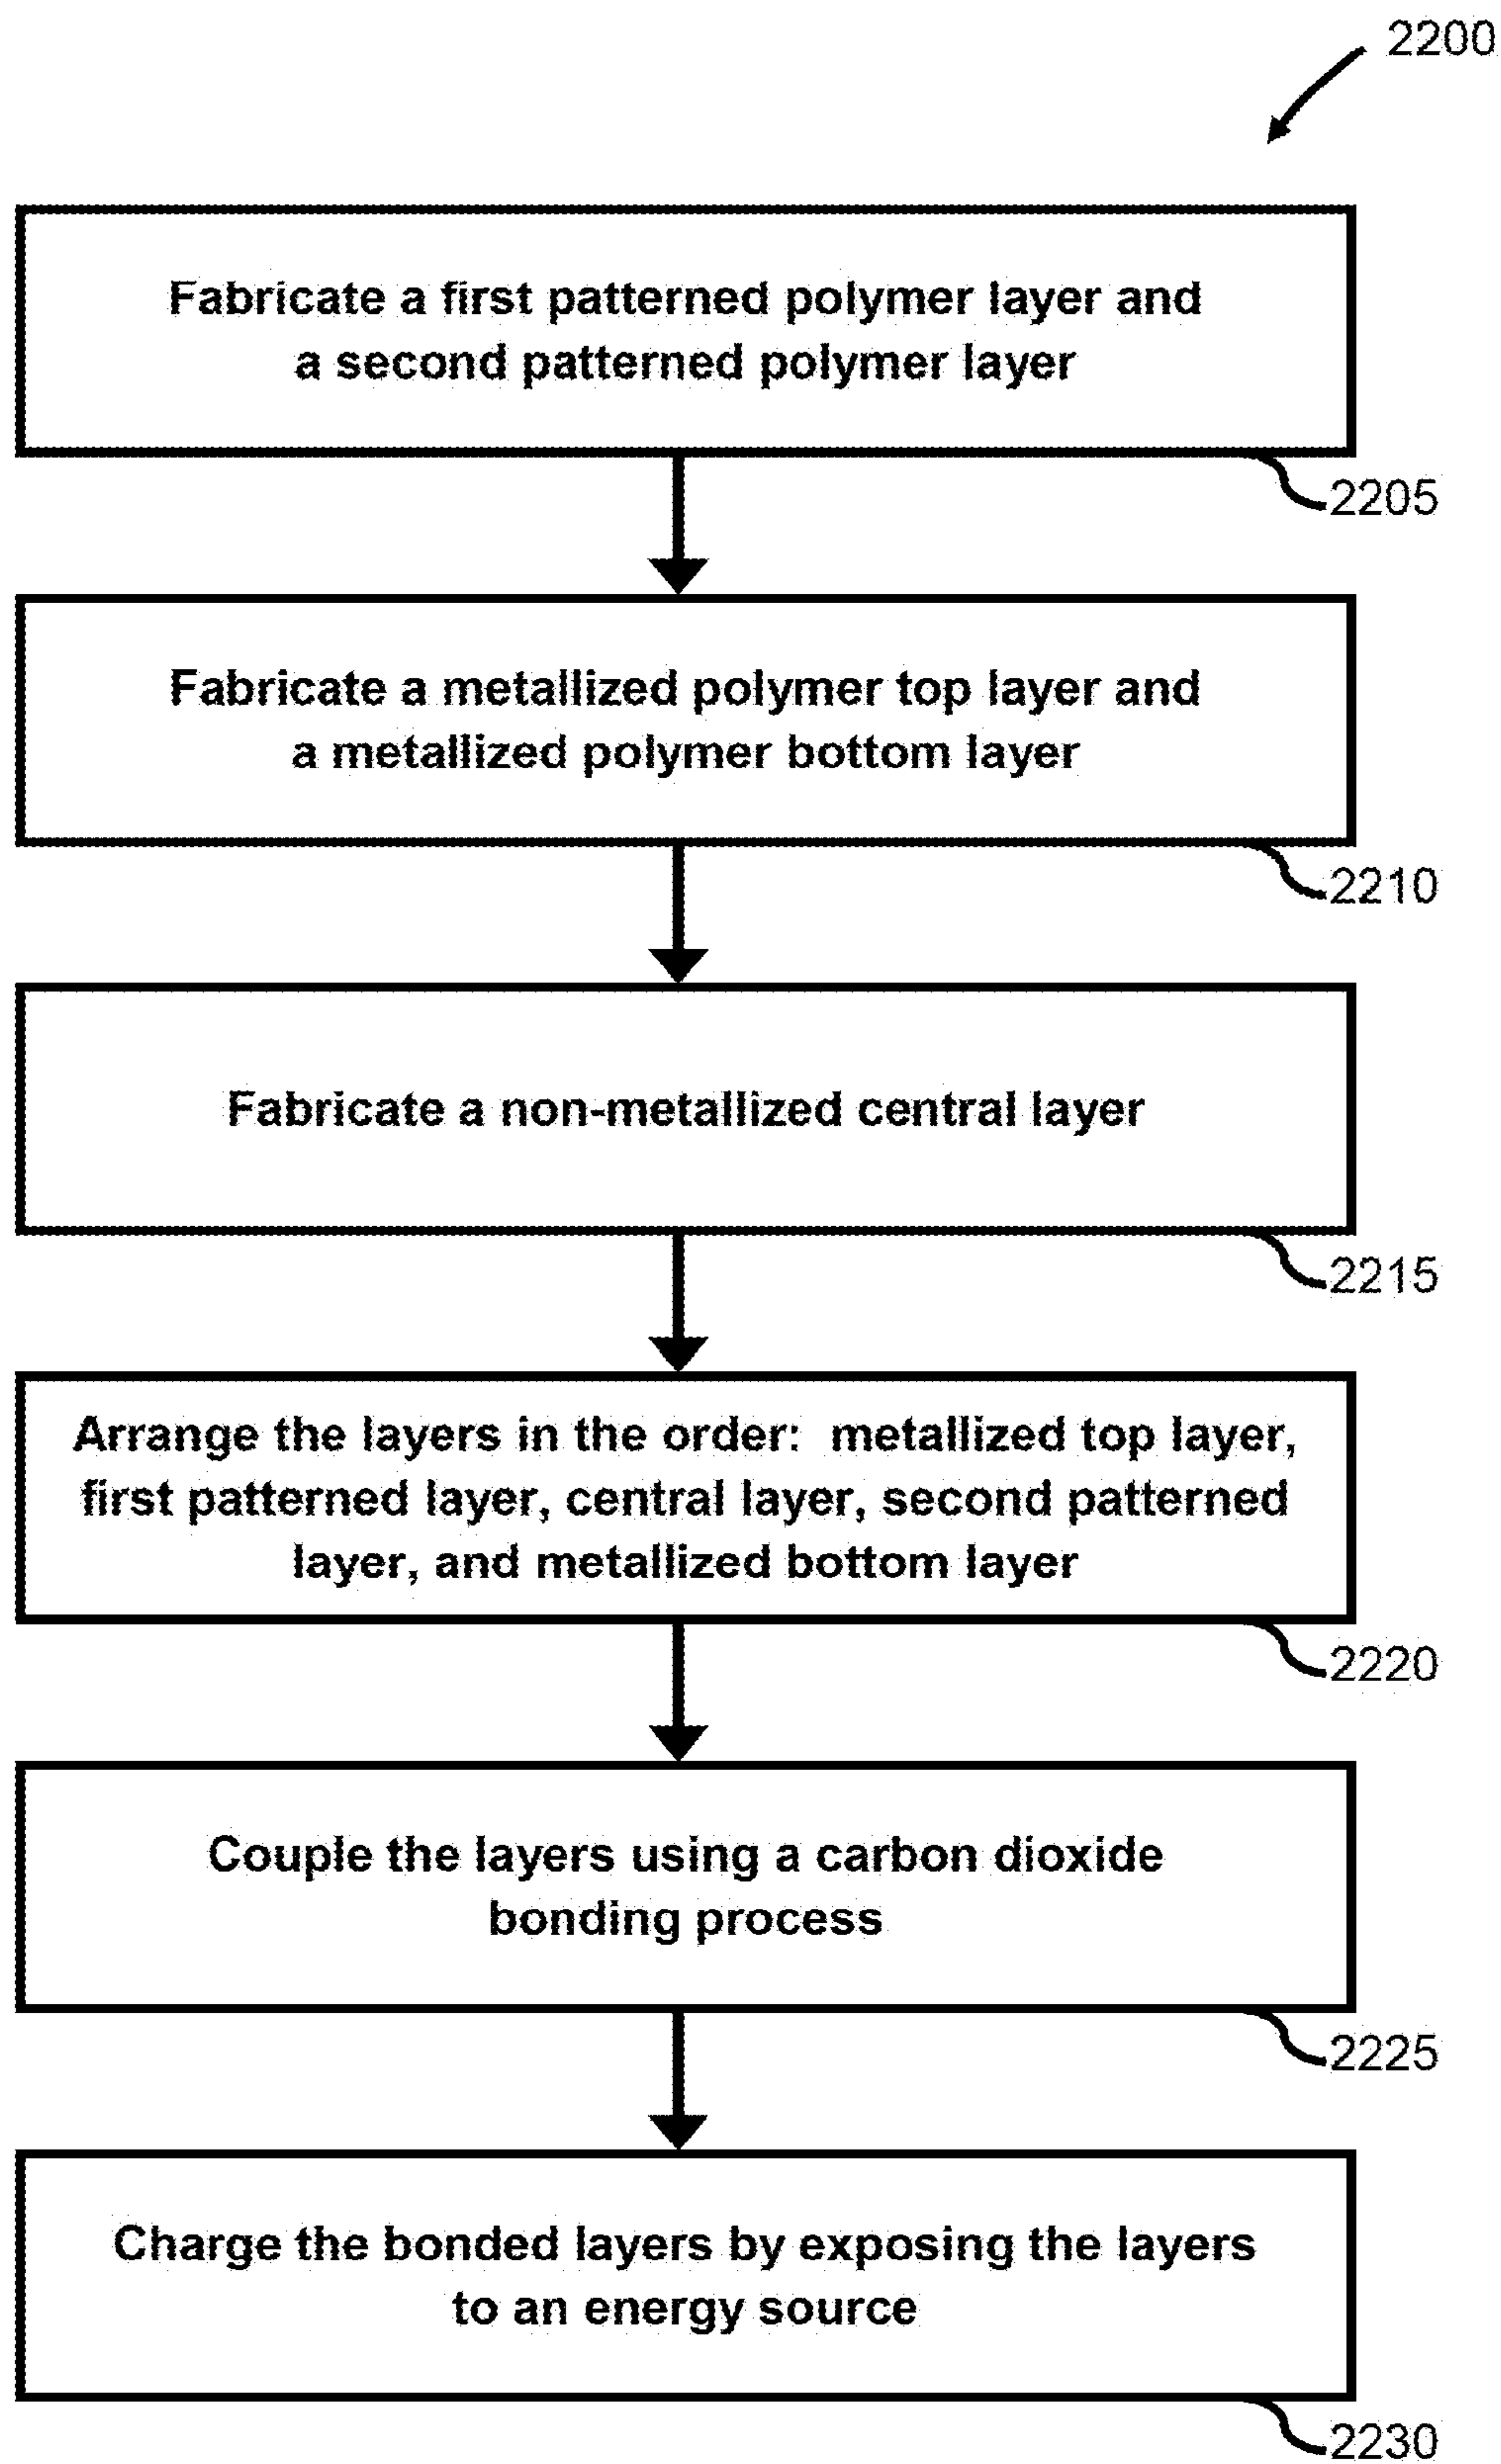 2200
Fabricate a first patterned polymer layer and
a second patterned polymer layer
2205
Fabricate a metallized polymer top layer and
a metallized polymer bottom layer
2210
Fabricate a non-metallized central layer
2215
Arrange the layers in the order: metallized top layer,
first patterned layer, central layer, second patterned
layer, and metallized bottom layer
2220
Couple the layers using a carbon dioxide
bonding process
2225
Charge the bonded layers by exposing the layers
to an energy source
2230